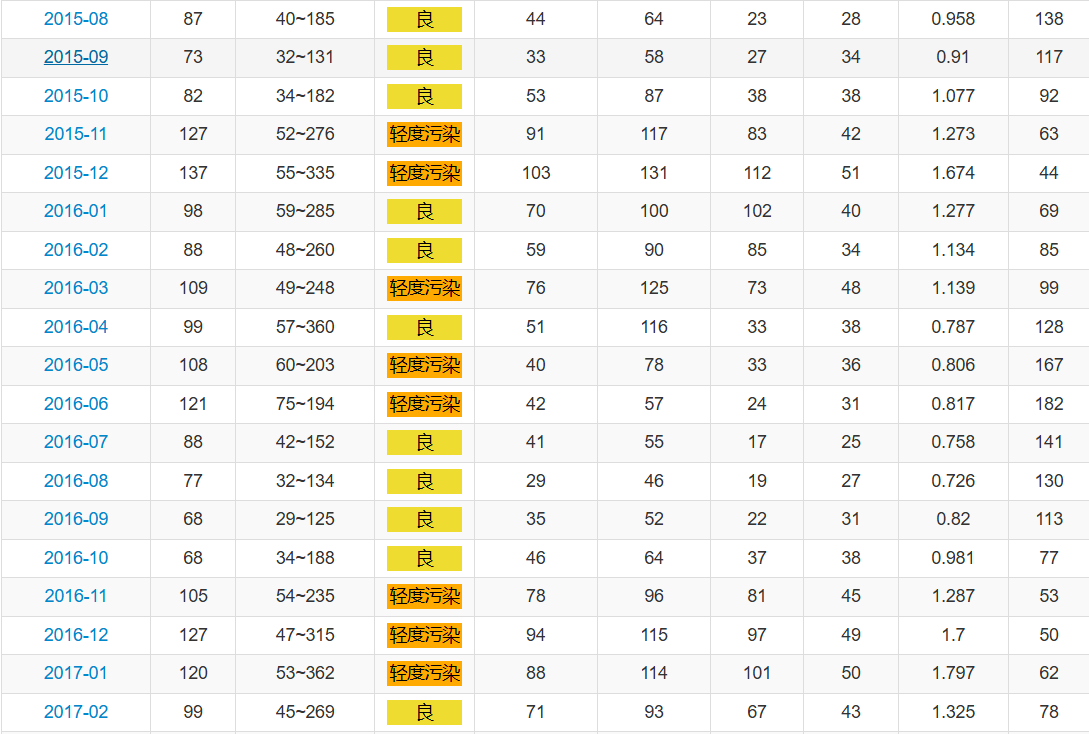 2015-08 87 40~185 良 44 64 23 28 0.958 138
2015-09 73 32~131 良 33 58 27 34 0.91 117
2015-10 82 34~182 良 53 87 38 38 1.077 92
2015-11 127 52~276 轻度污染 91 117 83 42 1.273 63
2015-12 137 55~335 轻度污染 103 131 112 51 1.674 44
2016-01 98 59~285 良 70 100 102 40 1.277 69
2016-02 88 48~260 良 59 90 85 34 1.134 85
2016-03 109 49~248 轻度污染 76 125 73 48 1.139 99
2016-04 99 57~360 良 51 116 33 38 0.787 128
2016-05 108 60~203 轻度污染 40 78 33 36 0.806 167
2016-06 121 75~194 轻度污染 42 57 24 31 0.817 182
2016-07 88 42~152 良 41 55 17 25 0.758 141
2016-08 77 32~134 良 29 46 19 27 0.726 130
2016-09 68 29~125 良 35 52 22 31 0.82 113
2016-10 68 34~188 良 46 64 37 38 0.981 77
2016-11 105 54~235 轻度污染 78 96 81 45 1.287 53
2016-12 127 47~315 轻度污染 94 115 97 49 1.7 50
2017-01 120 53~362 轻度污染 88 114 101 50 1.797 62
2017-02 99 45~269 良 71 93 67 43 1.325 78